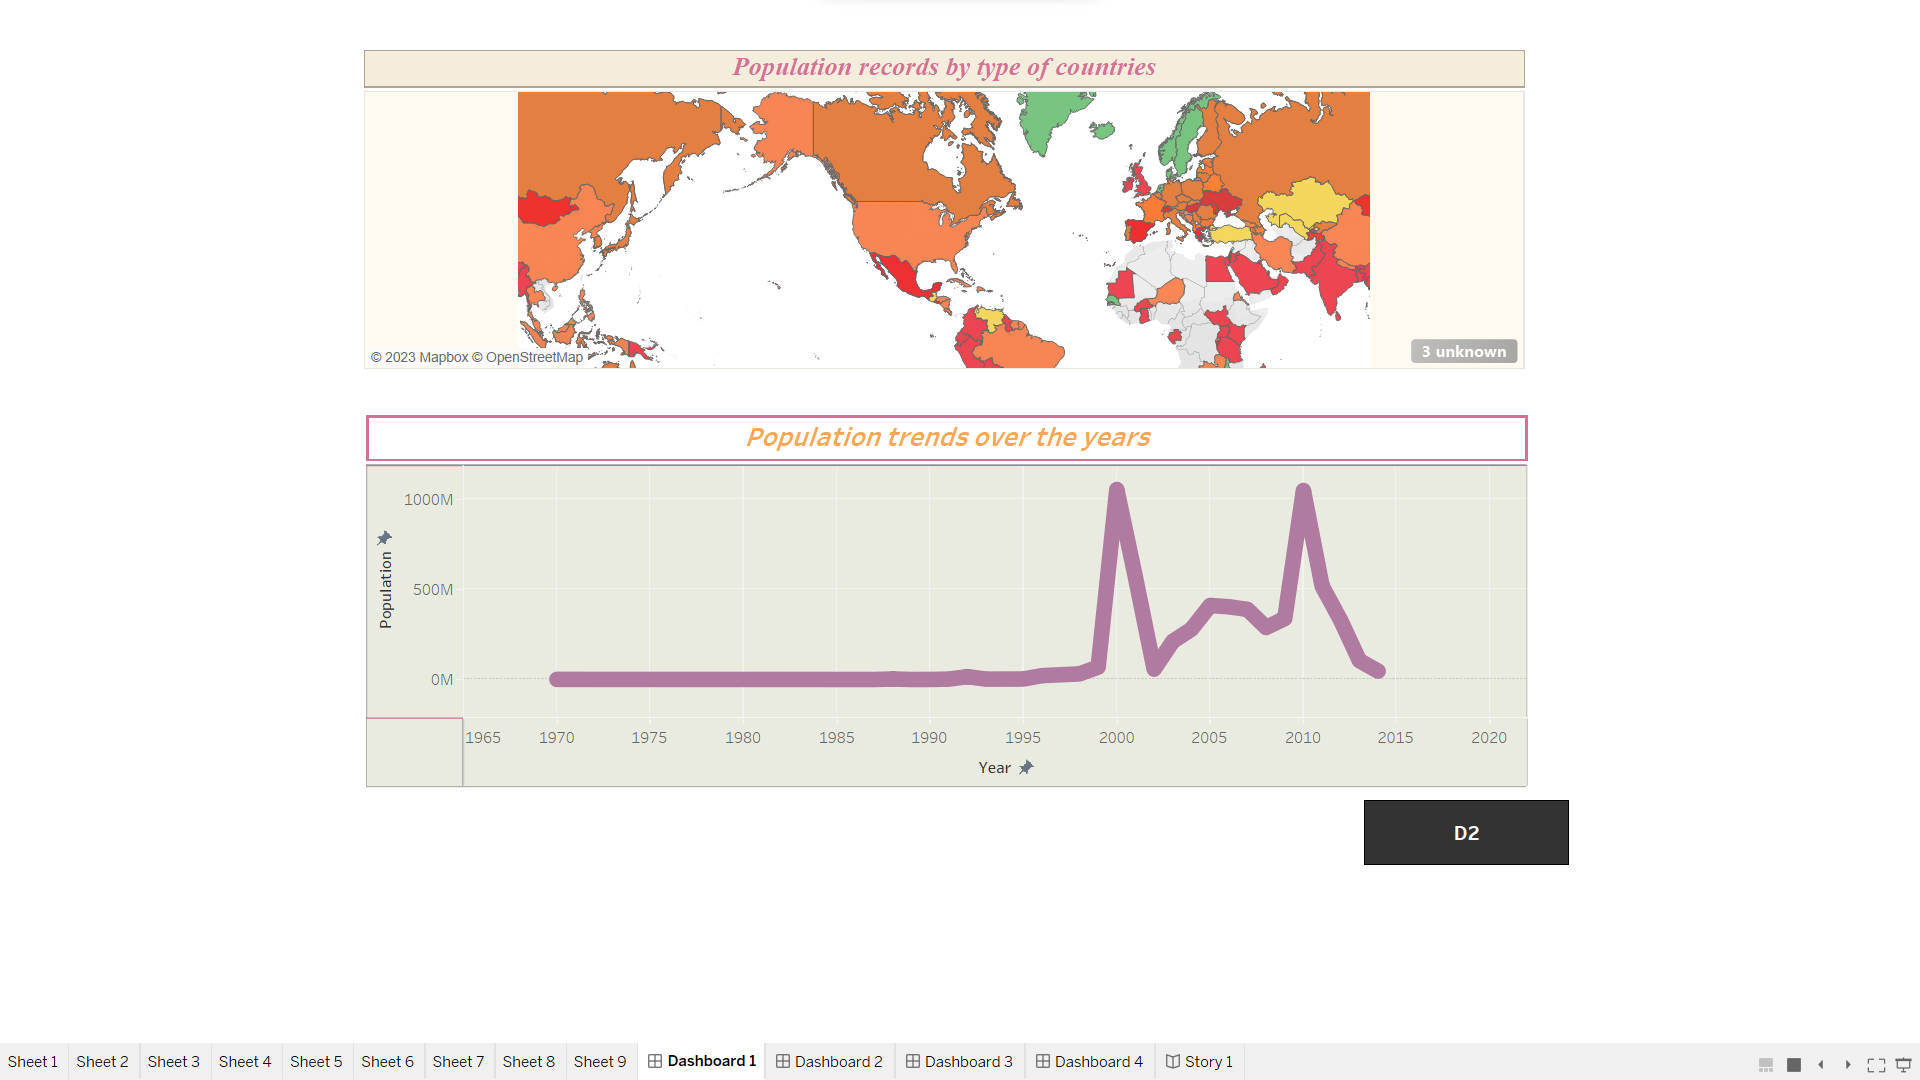 Population records by type of countries
© 2023 Mapbox © OpenStreetMap
3 unknown
Population trends over the years
1000M
500M
0M
Population
1965 1970 1975 1980 1985 1990 1995 2000 2005 2010 2015 2020
Year
D2
Sheet 1 Sheet 2 Sheet 3 Sheet 4 Sheet 5 Sheet 6 Sheet 7 Sheet 8 Sheet 9 Dashboard 1 Dashboard 2 Dashboard 3 Dashboard 4 Story 1